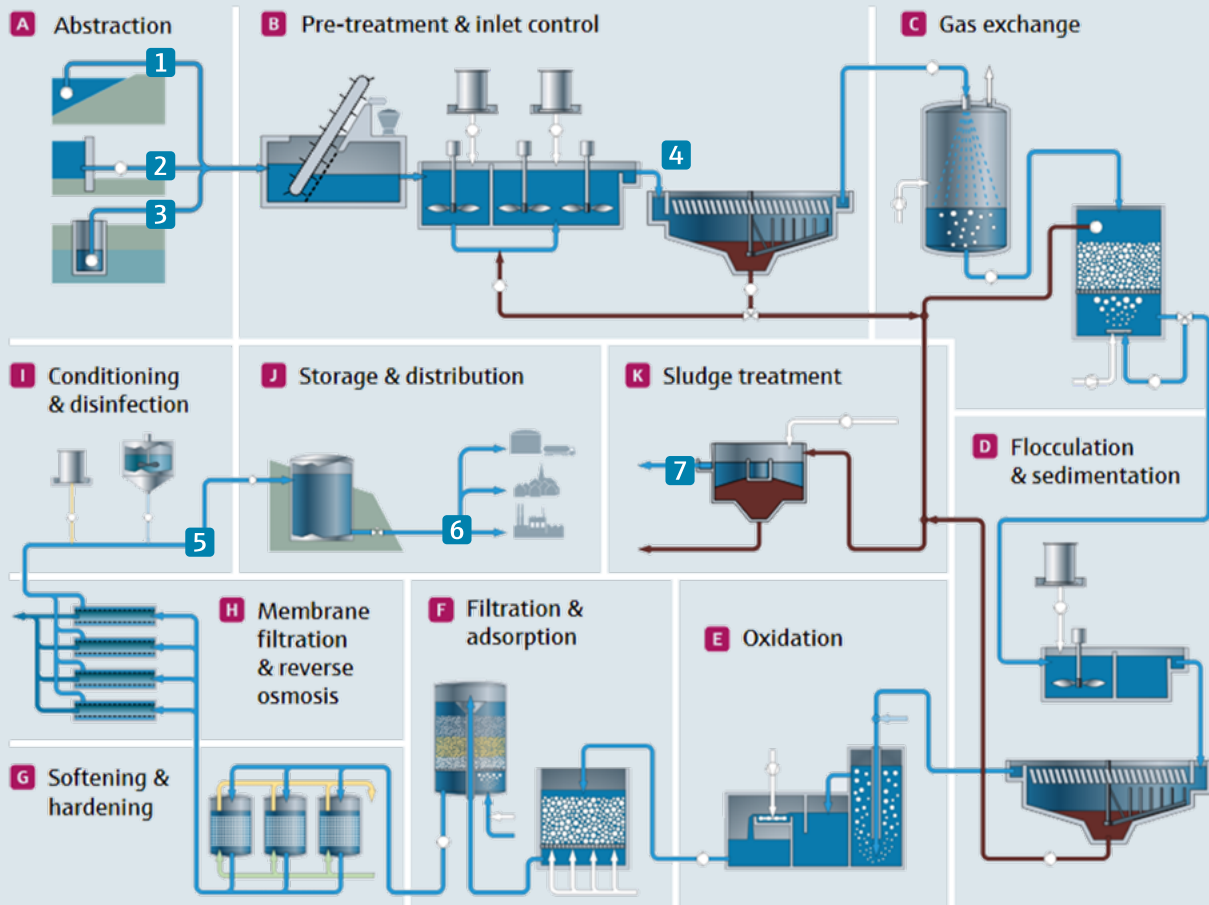 A Abstraction
1
2
3
B Pre-treatment & inlet control
4
C Gas exchange
I Conditioning
& disinfection
5
J Storage & distribution
6
K Sludge treatment
7
D Flocculation
& sedimentation
H Membrane
filtration
& reverse
osmosis
F Filtration &
adsorption
E Oxidation
G Softening &
hardening